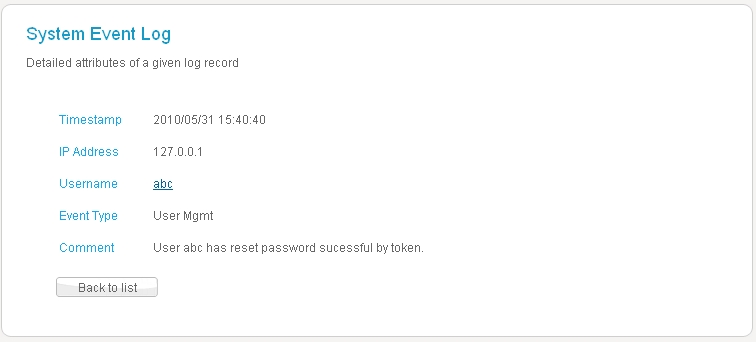 System Event Log
Detailed attributes of a given log record
Timestamp 2010/05/31 15:40:40
IP Address 127.0.0.1
Username abc
Event Type User Mgmt
Comment User abc has reset password sucessful by token.
Back to list